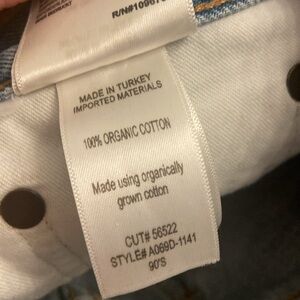 MADE IN TURKEY
IMPORTED MATERIALS
100% ORGANIC COTTON
Made using organically
grown cotton
CUT# 56522
STYLE# A069D-1141
90'S